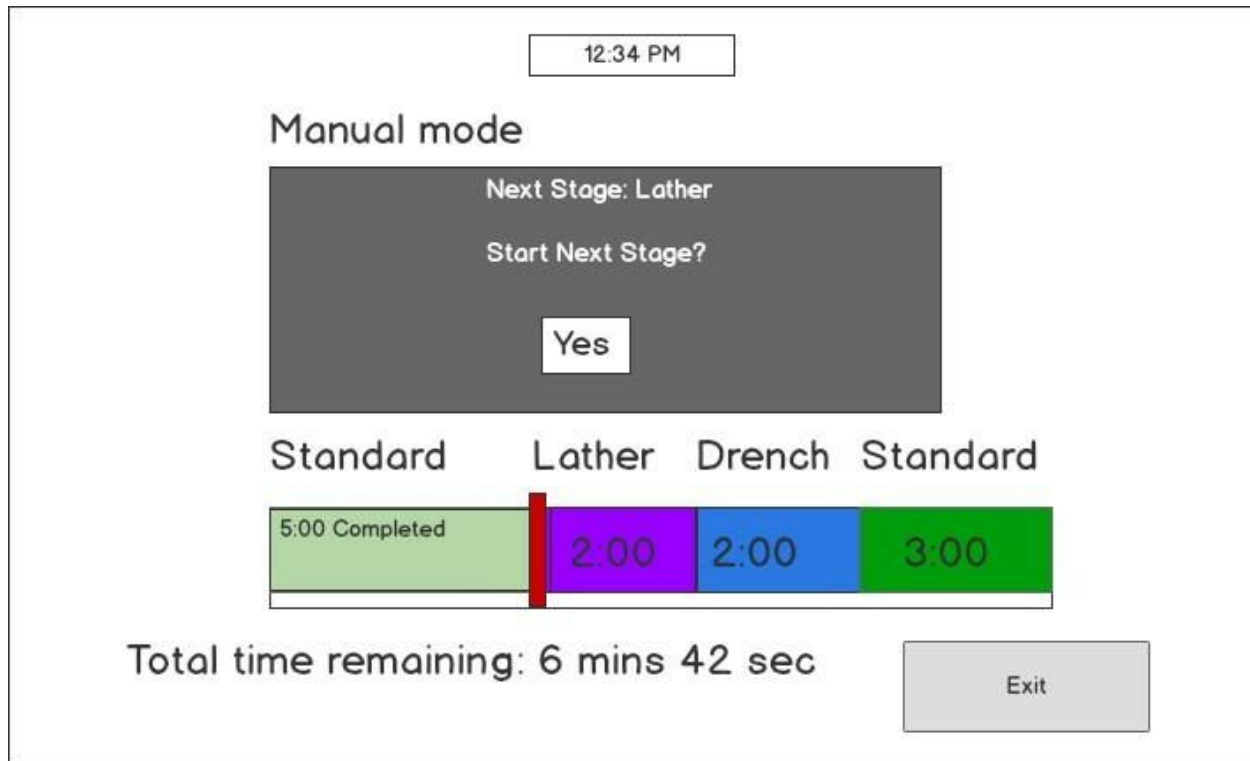 12:34 PM
Manual mode
Next Stage: Lather
Start Next Stage?
Yes
Standard Lather Drench Standard
5:00 Completed 2:00 2:00 3:00
Total time remaining: 6 mins 42 sec
Exit